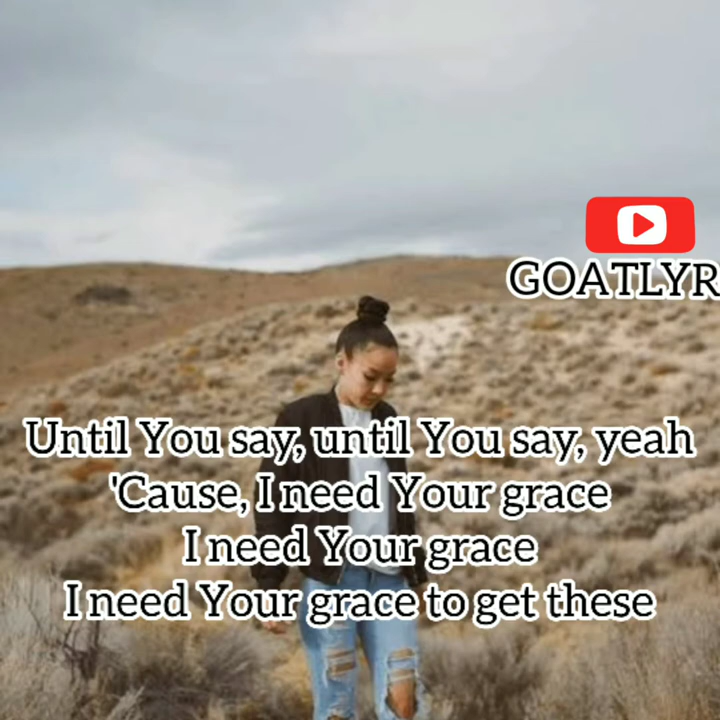 GOATLYR
Until You say, until You say, yeah
'Cause, I need Your grace
I need Your grace
I need Your grace to get these